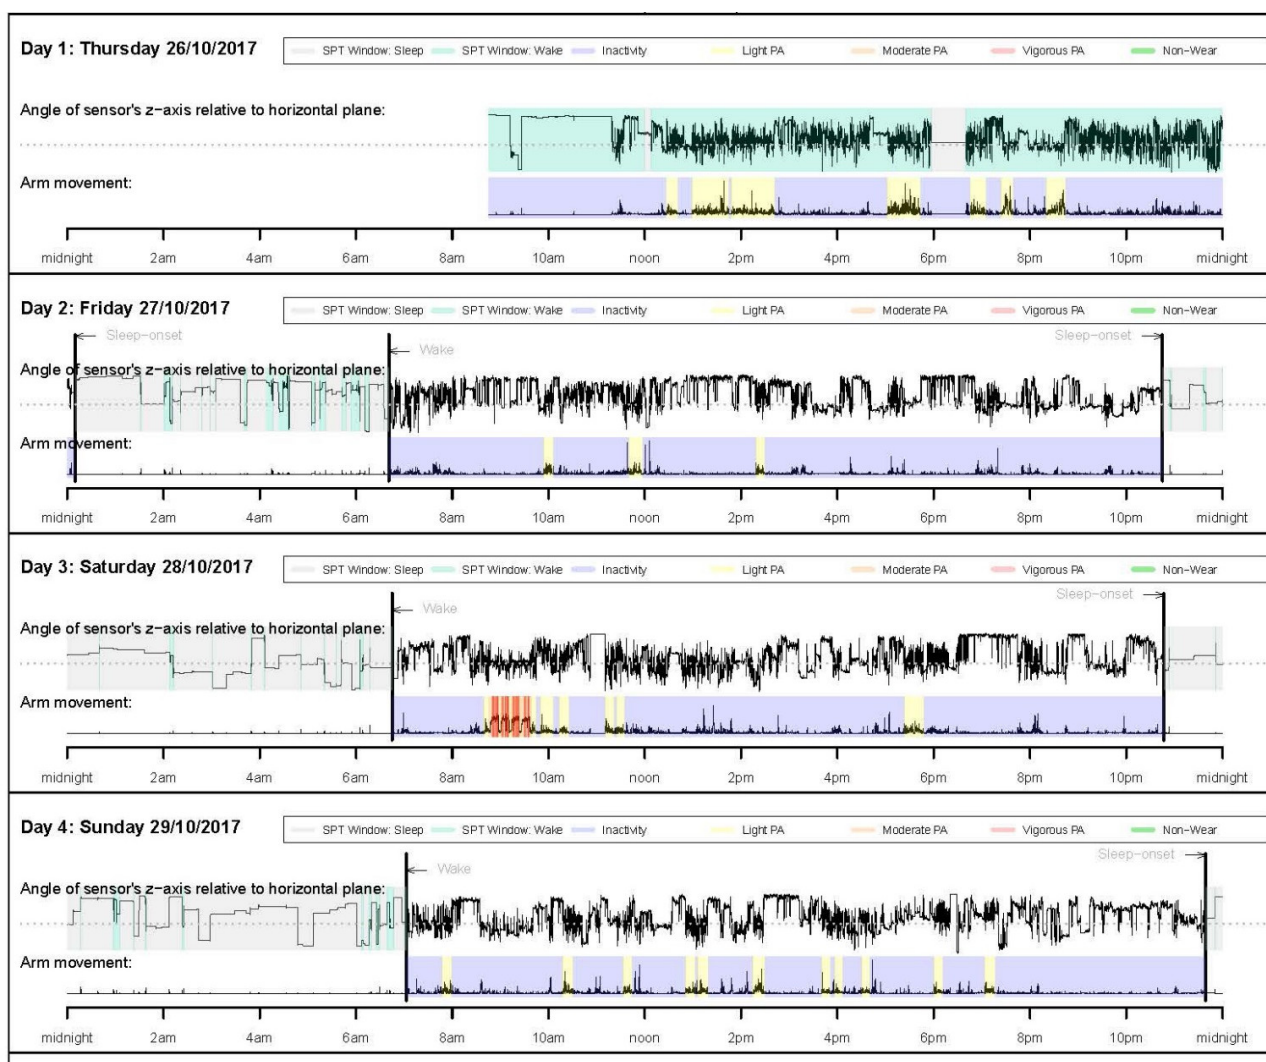 Day 1: Thursday 26/10/2017 SPT Window: Sleep SPT Window: Wake Inactivity Light PA Moderate PA Vigorous PA Non-Wear
Angle of sensor's z-axis relative to horizontal plane:
Arm movement:
midnight 2am 4am 6am 8am 10am noon 2pm 4pm 6pm 8pm 10pm midnight
Day 2: Friday 27/10/2017 SPT Window: Sleep SPT Window: Wake Inactivity Light PA Moderate PA Vigorous PA Non-Wear
Sleep-onset Sleep-onset
Wake
Angle of sensor's z-axis relative to horizontal plane:
Arm movement:
midnight 2am 4am 6am 8am 10am noon 2pm 4pm 6pm 8pm 10pm midnight
Day 3: Saturday 28/10/2017 SPT Window: Sleep SPT Window: Wake Inactivity Light PA Moderate PA Vigorous PA Non-Wear
Sleep-onset
Wake
Angle of sensor's z-axis relative to horizontal plane:
Arm movement:
midnight 2am 4am 6am 8am 10am noon 2pm 4pm 6pm 8pm 10pm midnight
Day 4: Sunday 29/10/2017 SPT Window: Sleep SPT Window: Wake Inactivity Light PA Moderate PA Vigorous PA Non-Wear
Sleep-onset
Wake
Angle of sensor's z-axis relative to horizontal plane:
Arm movement:
midnight 2am 4am 6am 8am 10am noon 2pm 4pm 6pm 8pm 10pm midnight